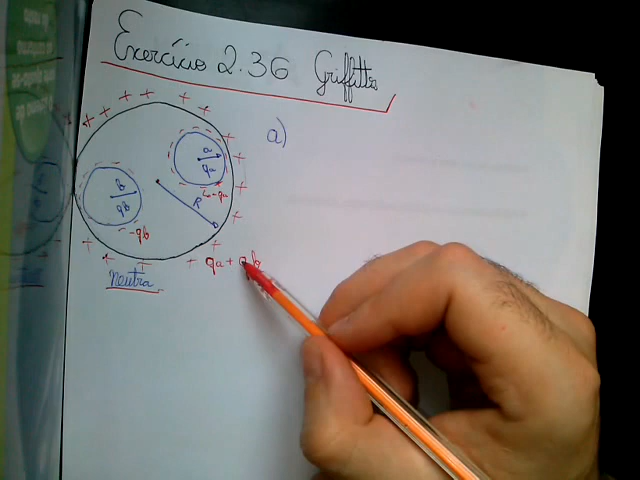 Exercício 2.36 Griffiths
a)
a
qa
-qa
b
qb
R
-qb
qa + qb
neutra